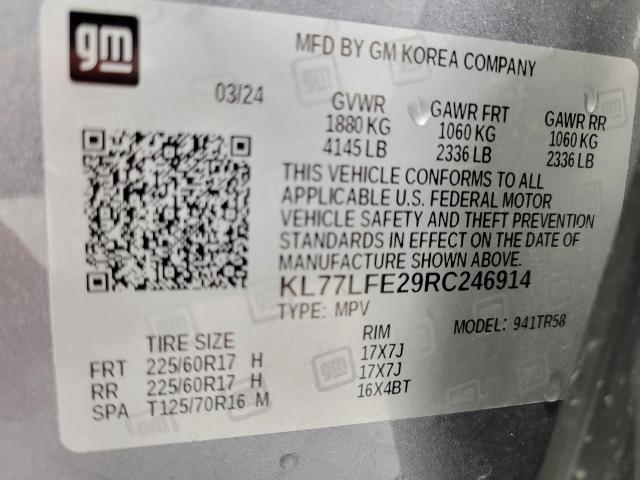 gm
MFD BY GM KOREA COMPANY
03/24
GVWR GAWR FRT GAWR RR
1880 KG 1060 KG 1060 KG
4145 LB 2336 LB 2336 LB
THIS VEHICLE CONFORMS TO ALL
APPLICABLE U.S. FEDERAL MOTOR
VEHICLE SAFETY AND THEFT PREVENTION
STANDARDS IN EFFECT ON THE DATE OF
MANUFACTURE SHOWN ABOVE.
KL77LFE29RC246914
TYPE: MPV MODEL: 941TR58
TIRE SIZE RIM
FRT 225/60R17 H 17X7J
RR 225/60R17 H 17X7J
SPA T125/70R16 M 16X4BT